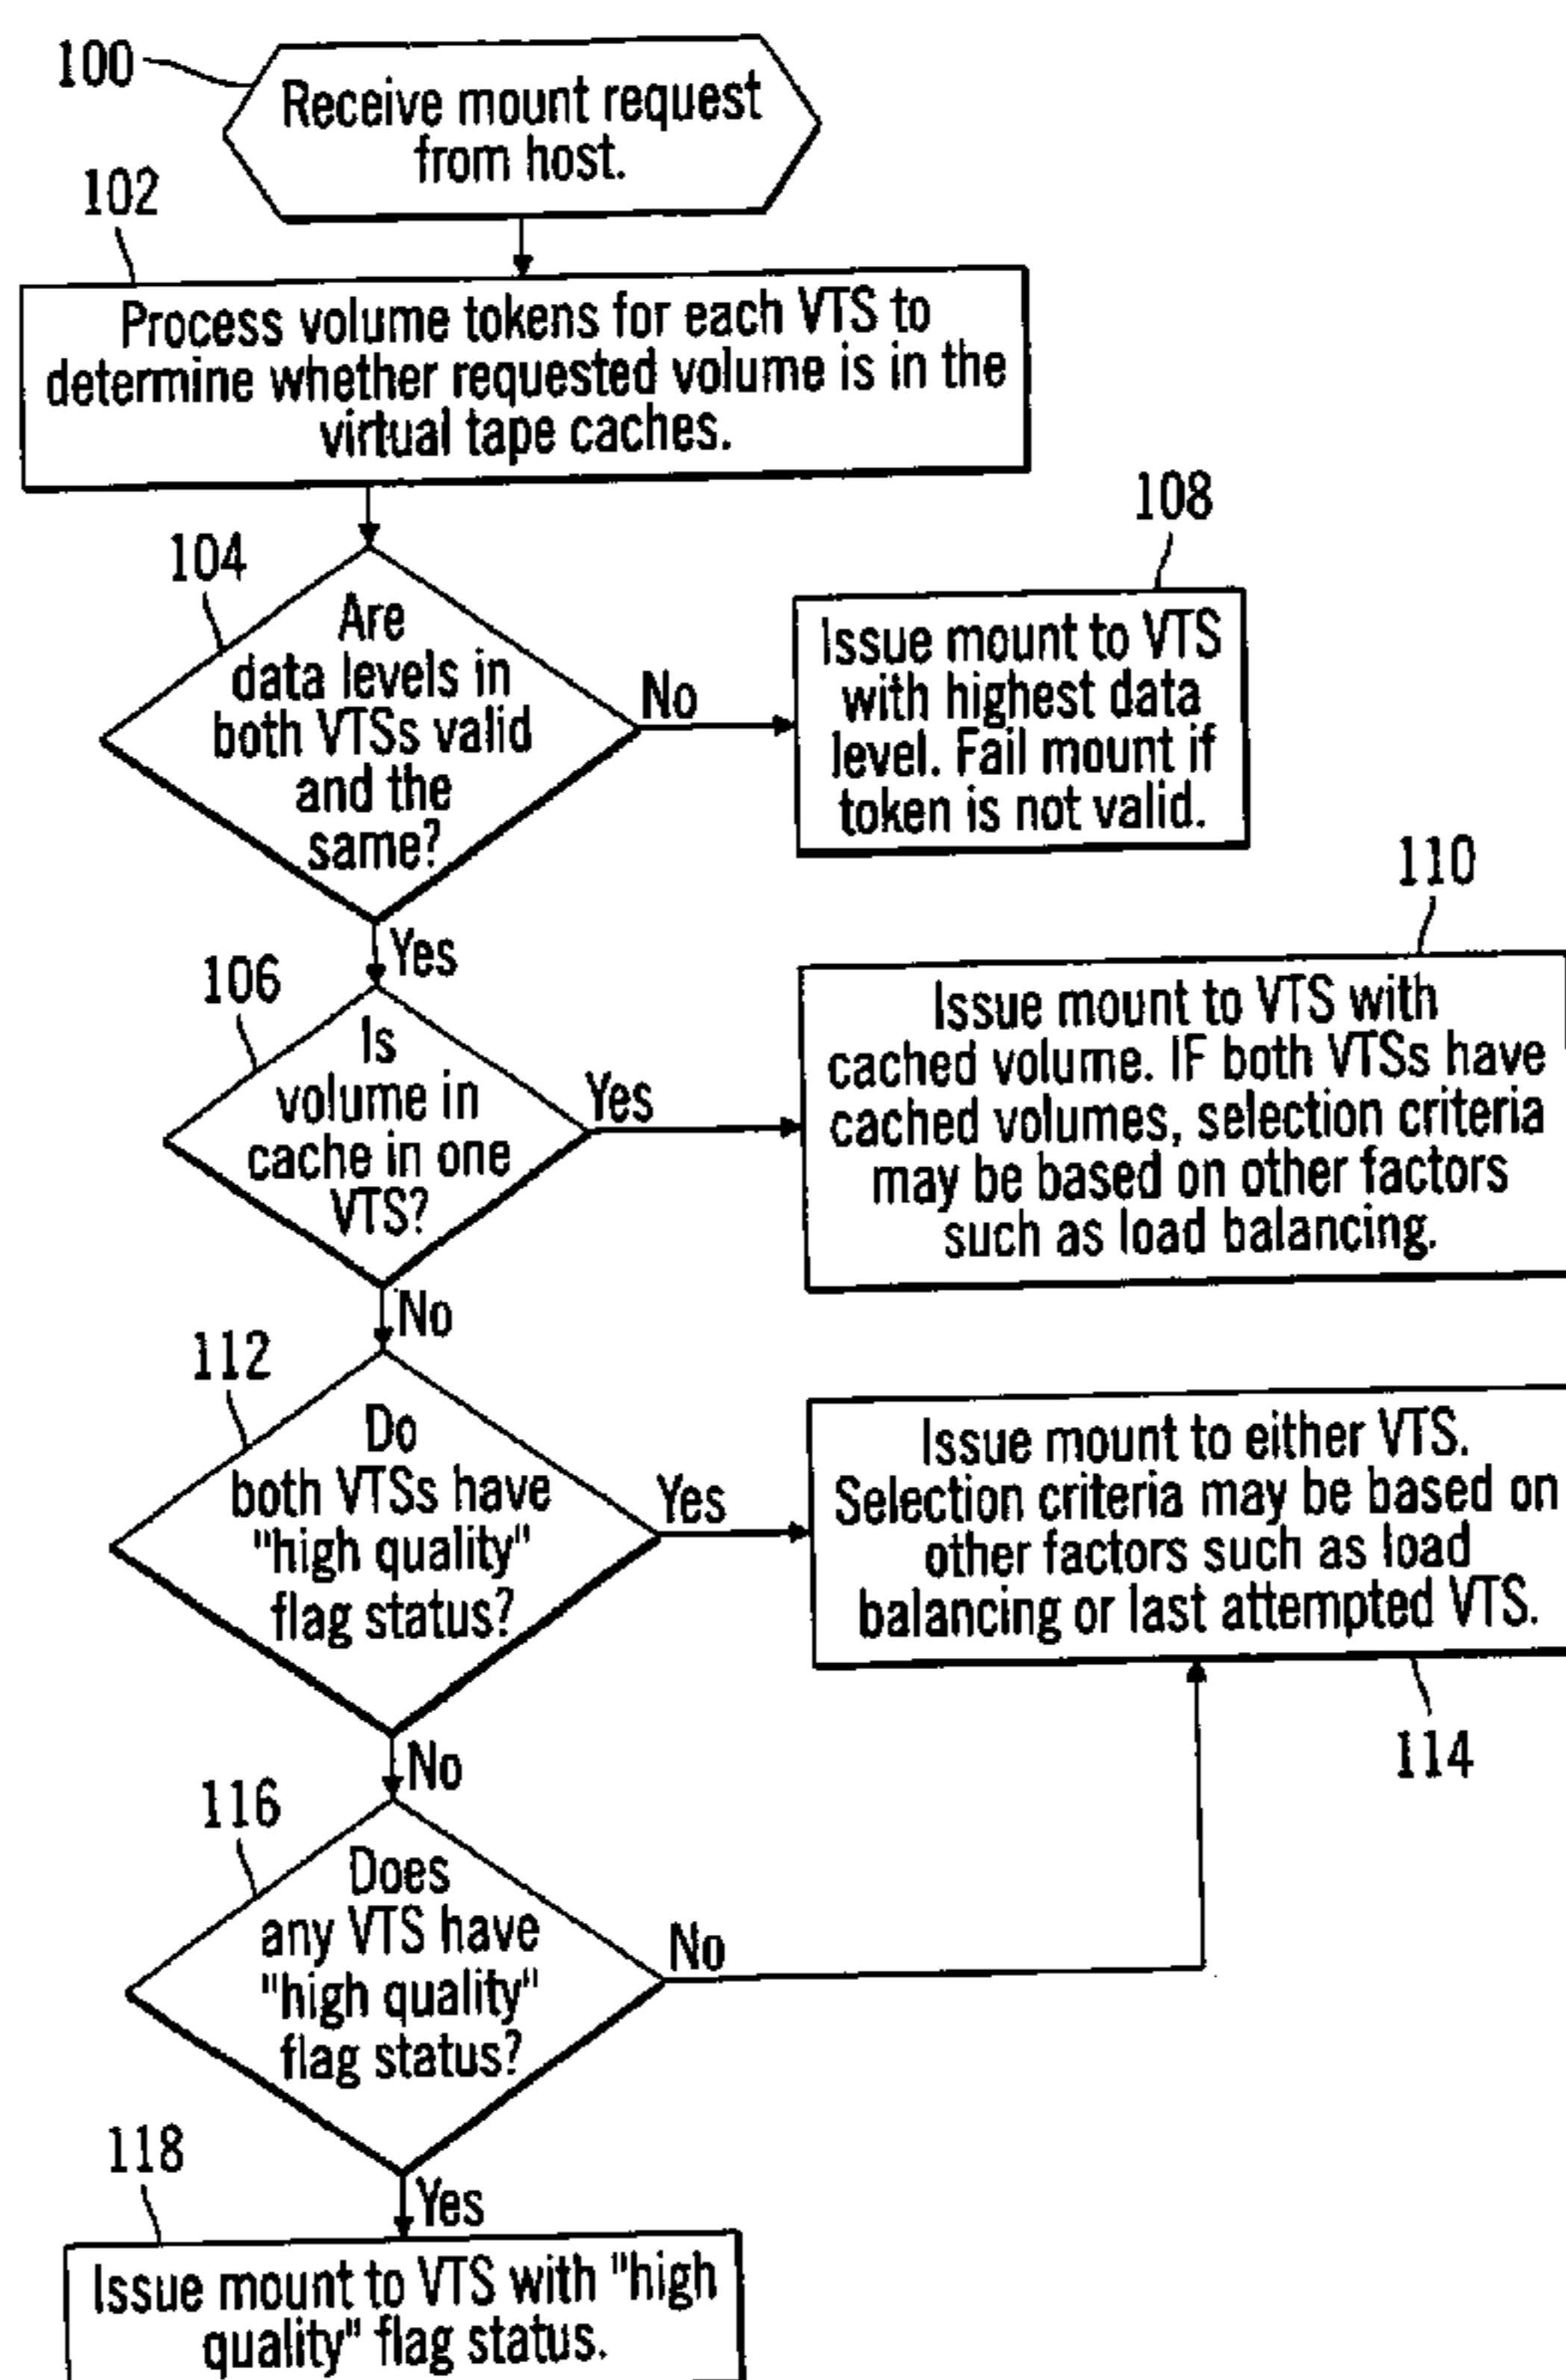 100
Receive mount request
from host.
102
Process volume tokens for each VTS to
determine whether requested volume is in the
virtual tape caches.
104
Are
data levels in
both VTSs valid
and the
same?
No
108
Issue mount to VTS
with highest data
level. Fail mount if
token is not valid.
Yes
106
Is
volume in
cache in one
VTS?
Yes
110
Issue mount to VTS with
cached volume. IF both VTSs have
cached volumes, selection criteria
may be based on other factors
such as load balancing.
No
112
Do
both VTSs have
"high quality"
flag status?
Yes
Issue mount to either VTS.
Selection criteria may be based on
other factors such as load
balancing or last attempted VTS.
114
No
116
Does
any VTS have
"high quality"
flag status?
No
Yes
118
Issue mount to VTS with "high
quality" flag status.